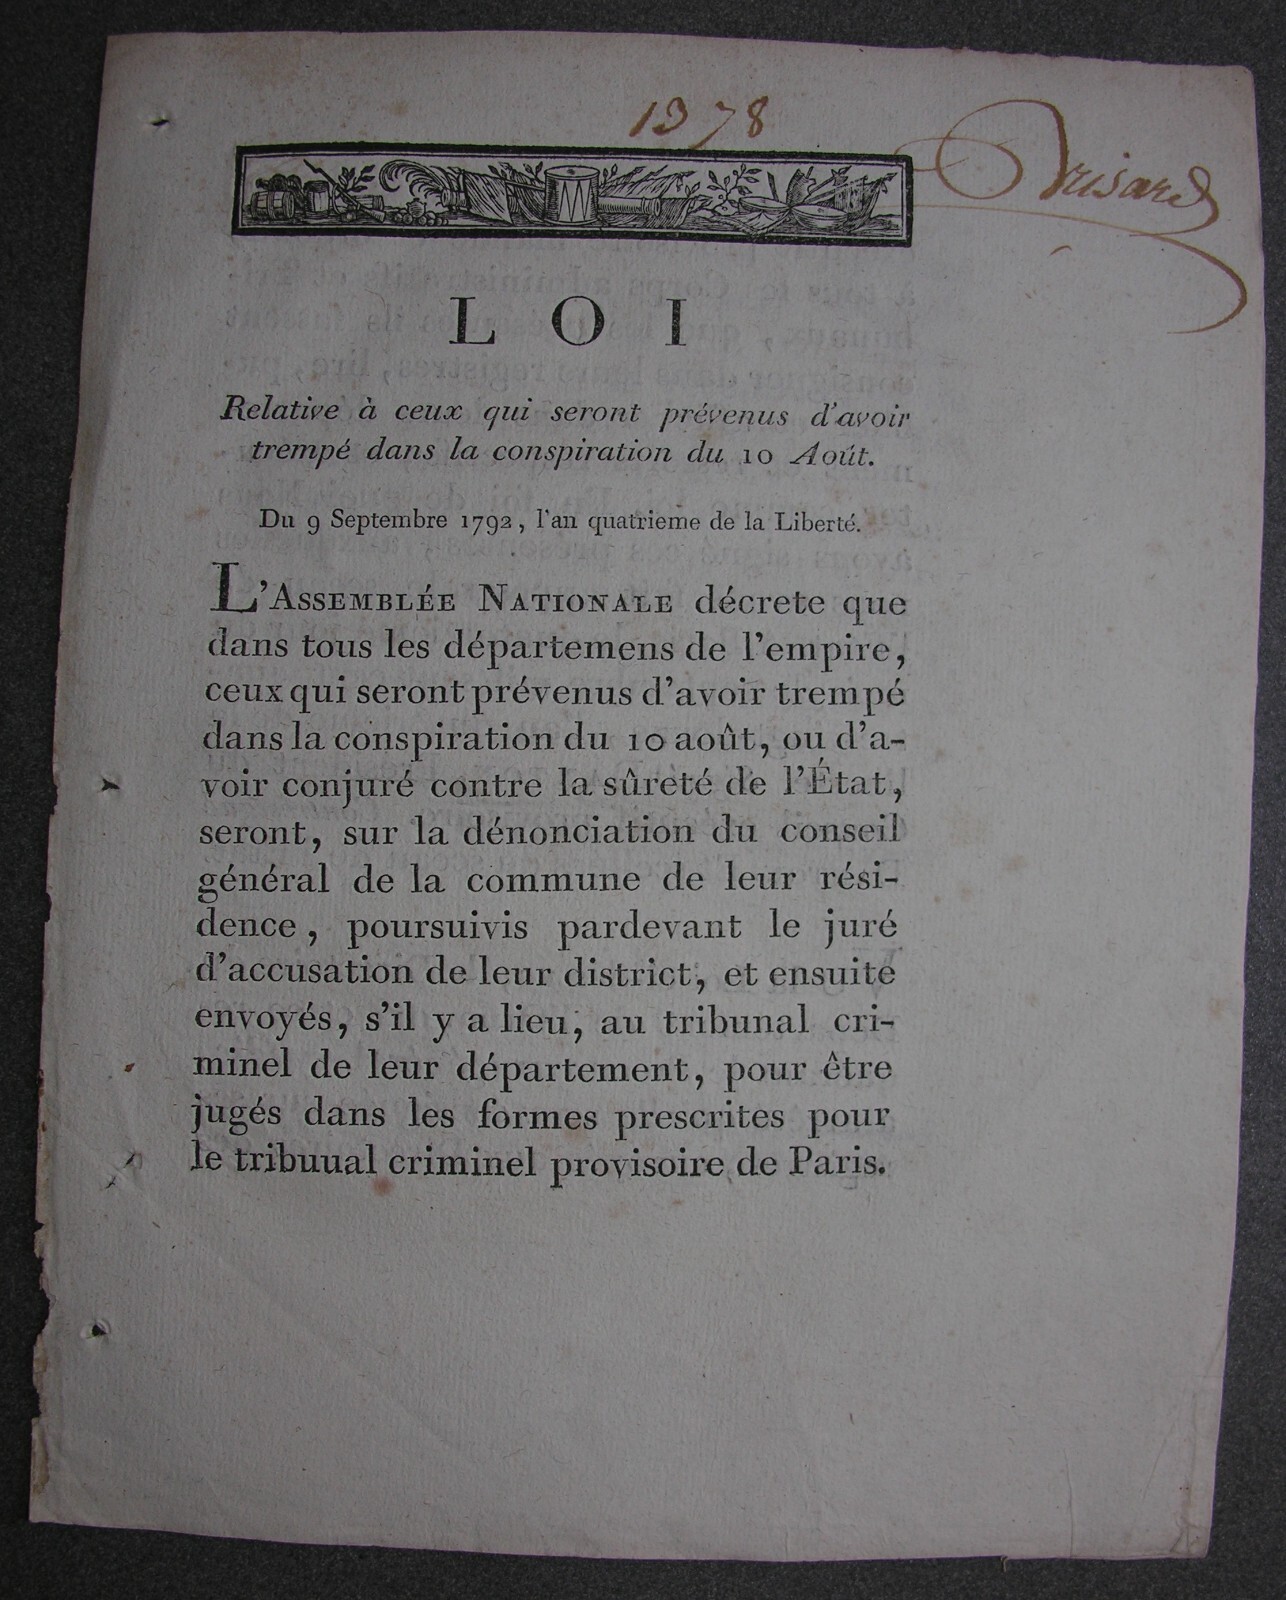 1378
LOI
Relative à ceux qui seront prévenus d'avoir
trempé dans la conspiration du 10 Août.
Du 9 Septembre 1792, l'an quatrieme de la Liberté.
L'ASSEMBLÉE NATIONALE décrete que
dans tous les départemens de l'empire,
ceux qui seront prévenus d'avoir trempé
dans la conspiration du 10 août, ou d'a-
voir conjuré contre la sûreté de l'État,
seront, sur la dénonciation du conseil
général de la commune de leur rési-
dence, poursuivis pardevant le juré
d'accusation de leur district, et ensuite
envoyés, s'il y a lieu, au tribunal cri-
minel de leur département, pour être
jugés dans les formes prescrites pour
le tribuual criminel provisoire de Paris.